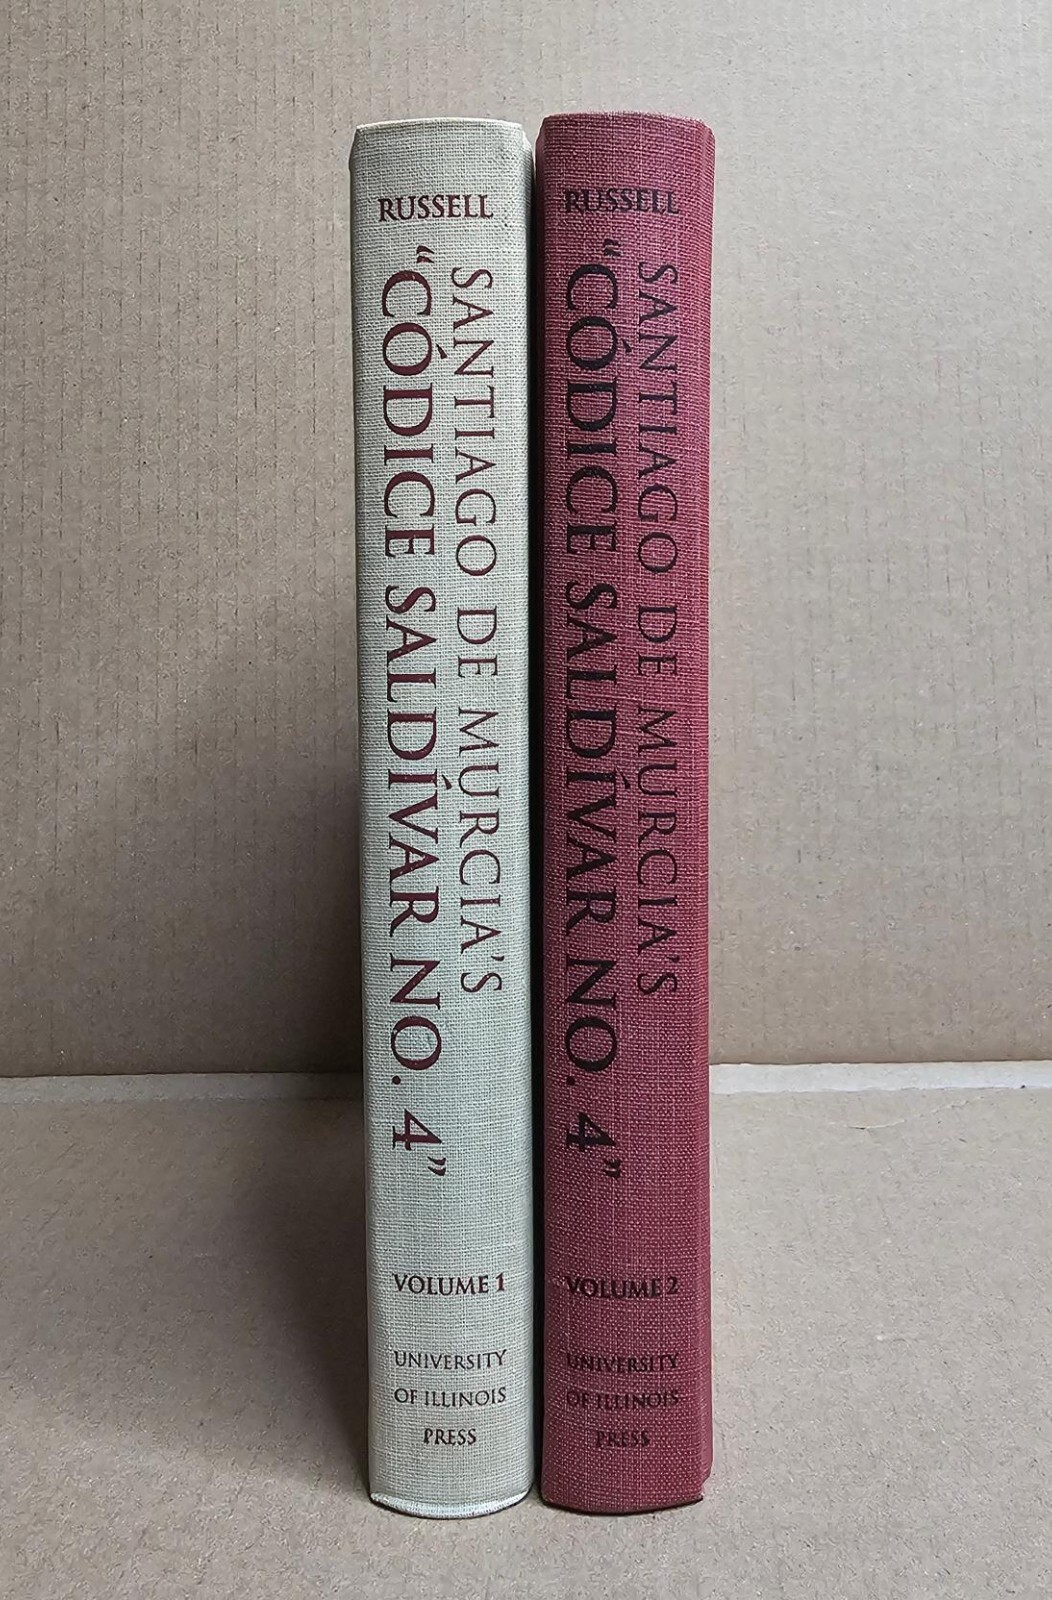 RUSSELL
SANTIAGO DE MURCIA'S
“CÓDICE SALDÍVAR NO. 4”
VOLUME 1
UNIVERSITY
OF ILLINOIS
PRESS
RUSSELL
SANTIAGO DE MURCIA'S
“CÓDICE SALDÍVAR NO. 4”
VOLUME 2
UNIVERSITY
OF ILLINOIS
PRESS